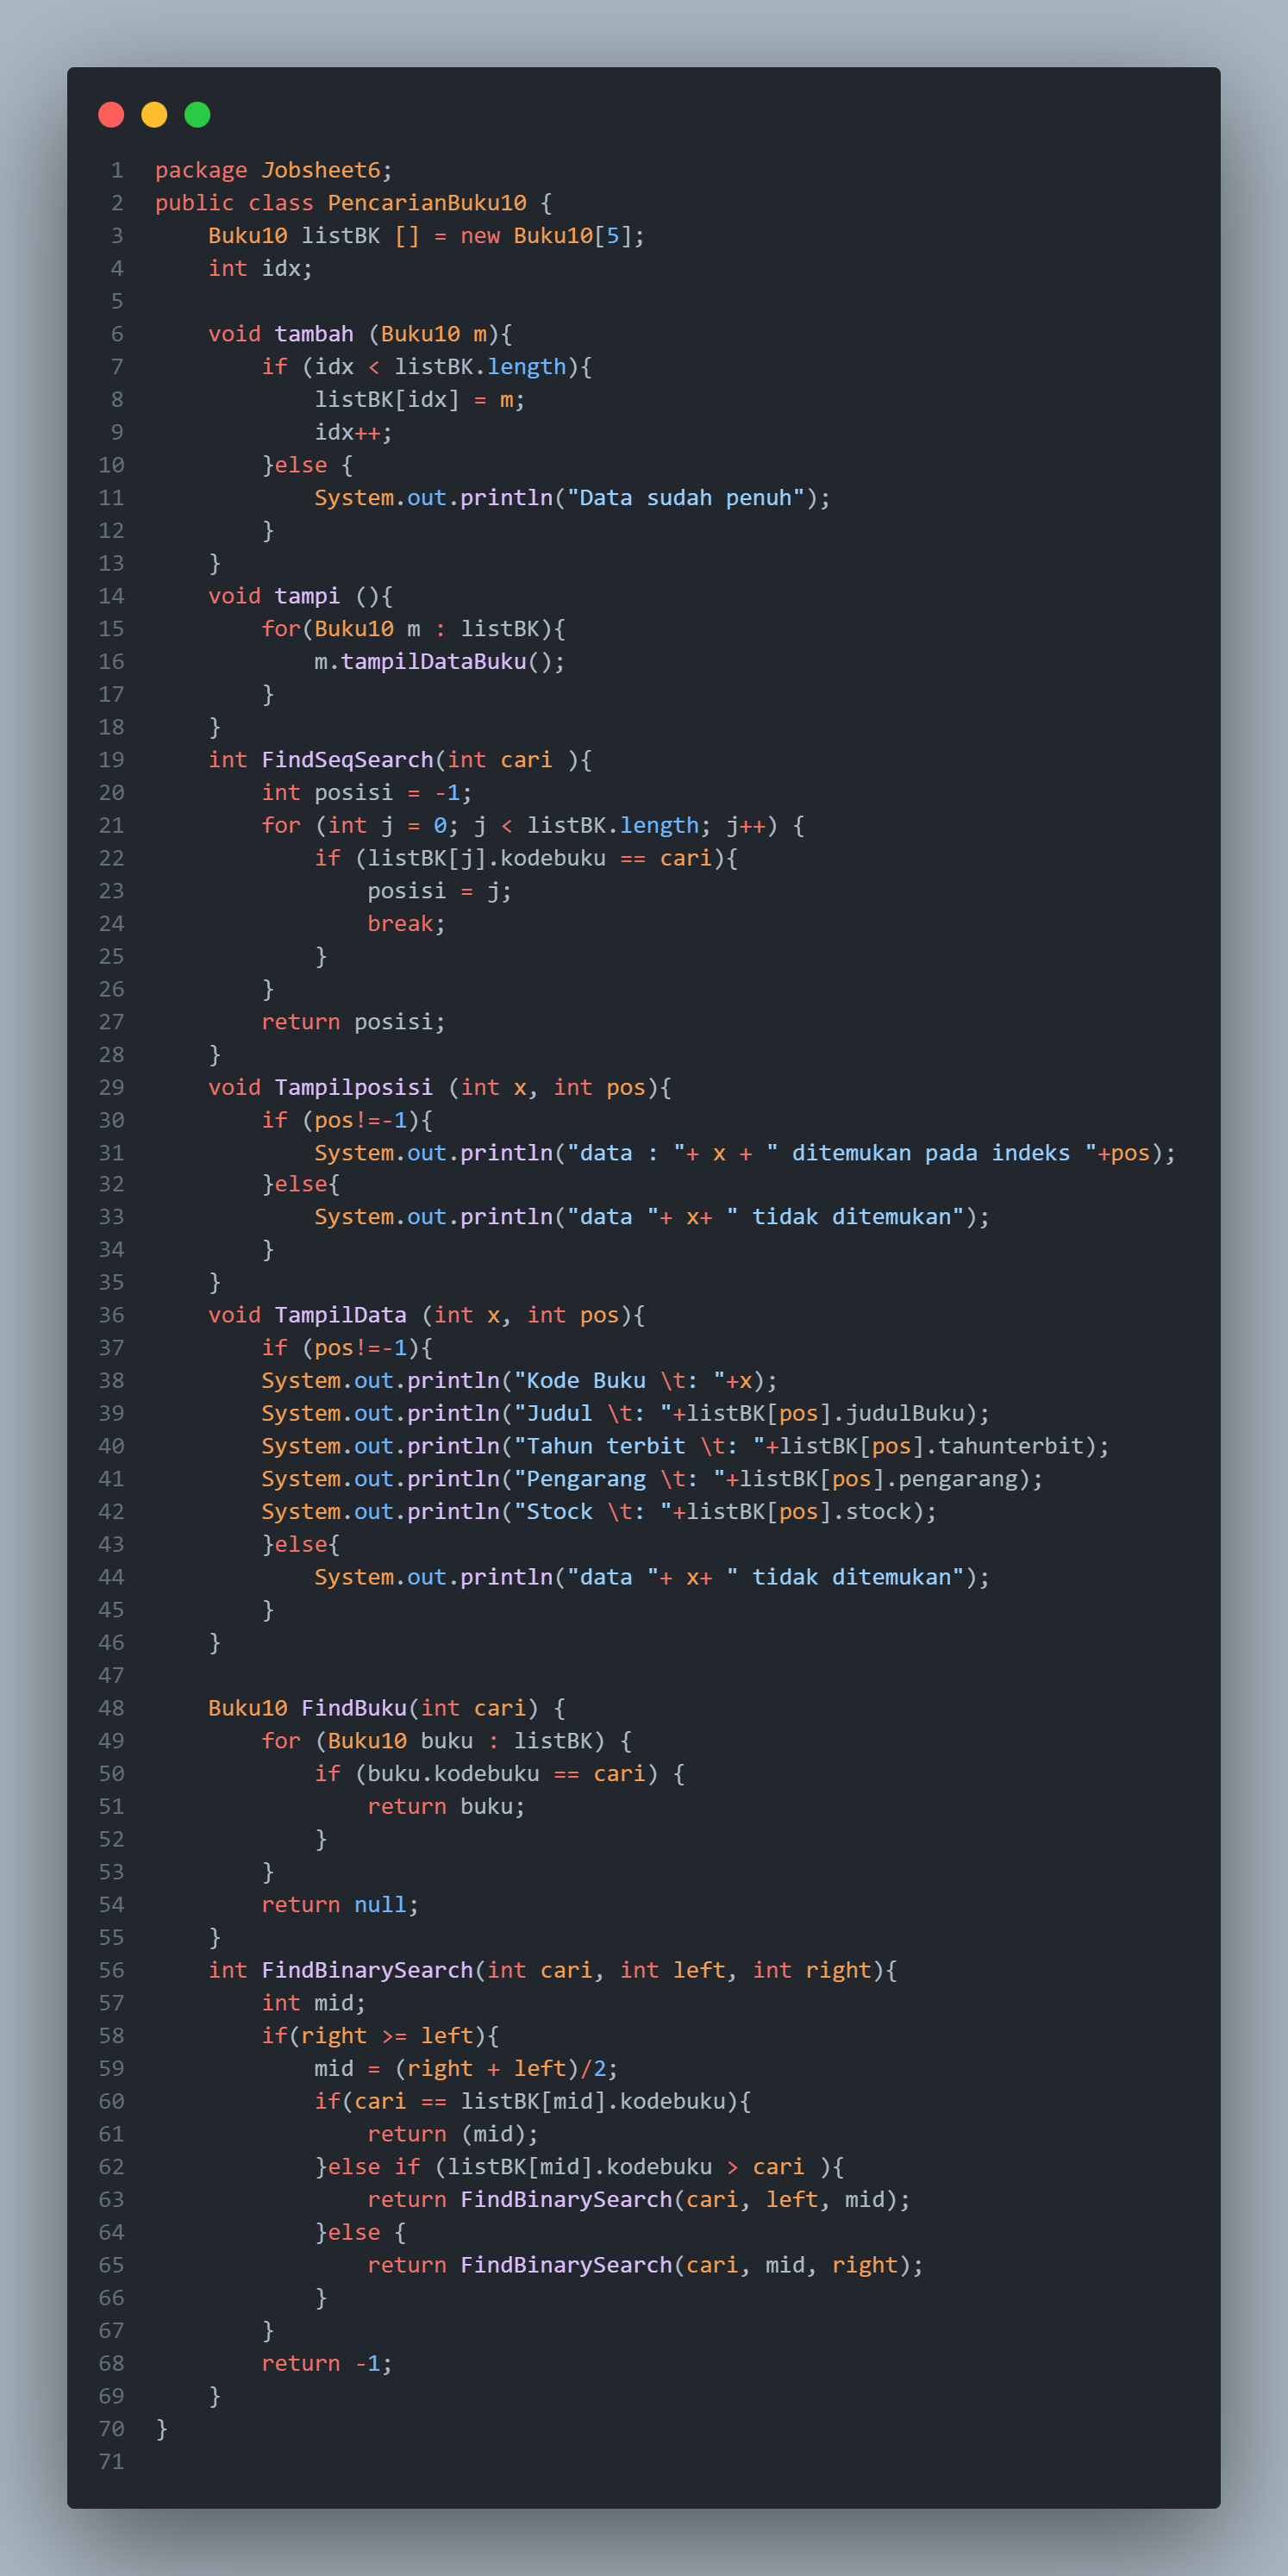 1 package Jobsheet6;
2 public class PencarianBuku10 {
3     Buku10 listBK [] = new Buku10[5];
4     int idx;
5
6     void tambah (Buku10 m){
7         if (idx < listBK.length){
8             listBK[idx] = m;
9             idx++;
10         }else {
11             System.out.println("Data sudah penuh");
12         }
13     }
14     void tampi (){
15         for(Buku10 m : listBK){
16             m.tampilDataBuku();
17         }
18     }
19     int FindSeqSearch(int cari ){
20         int posisi = -1;
21         for (int j = 0; j < listBK.length; j++) {
22             if (listBK[j].kodebuku == cari){
23                 posisi = j;
24                 break;
25             }
26         }
27         return posisi;
28     }
29     void Tampilposisi (int x, int pos){
30         if (pos!=-1){
31             System.out.println("data : "+ x + " ditemukan pada indeks "+pos);
32         }else{
33             System.out.println("data "+ x+ " tidak ditemukan");
34         }
35     }
36     void TampilData (int x, int pos){
37         if (pos!=-1){
38         System.out.println("Kode Buku \t: "+x);
39         System.out.println("Judul \t: "+listBK[pos].judulBuku);
40         System.out.println("Tahun terbit \t: "+listBK[pos].tahunterbit);
41         System.out.println("Pengarang \t: "+listBK[pos].pengarang);
42         System.out.println("Stock \t: "+listBK[pos].stock);
43         }else{
44             System.out.println("data "+ x+ " tidak ditemukan");
45         }
46     }
47
48     Buku10 FindBuku(int cari) {
49         for (Buku10 buku : listBK) {
50             if (buku.kodebuku == cari) {
51                 return buku;
52             }
53         }
54         return null;
55     }
56     int FindBinarySearch(int cari, int left, int right){
57         int mid;
58         if(right >= left){
59             mid = (right + left)/2;
60             if(cari == listBK[mid].kodebuku){
61                 return (mid);
62             }else if (listBK[mid].kodebuku > cari ){
63                 return FindBinarySearch(cari, left, mid);
64             }else {
65                 return FindBinarySearch(cari, mid, right);
66             }
67         }
68         return -1;
69     }
70 }
71